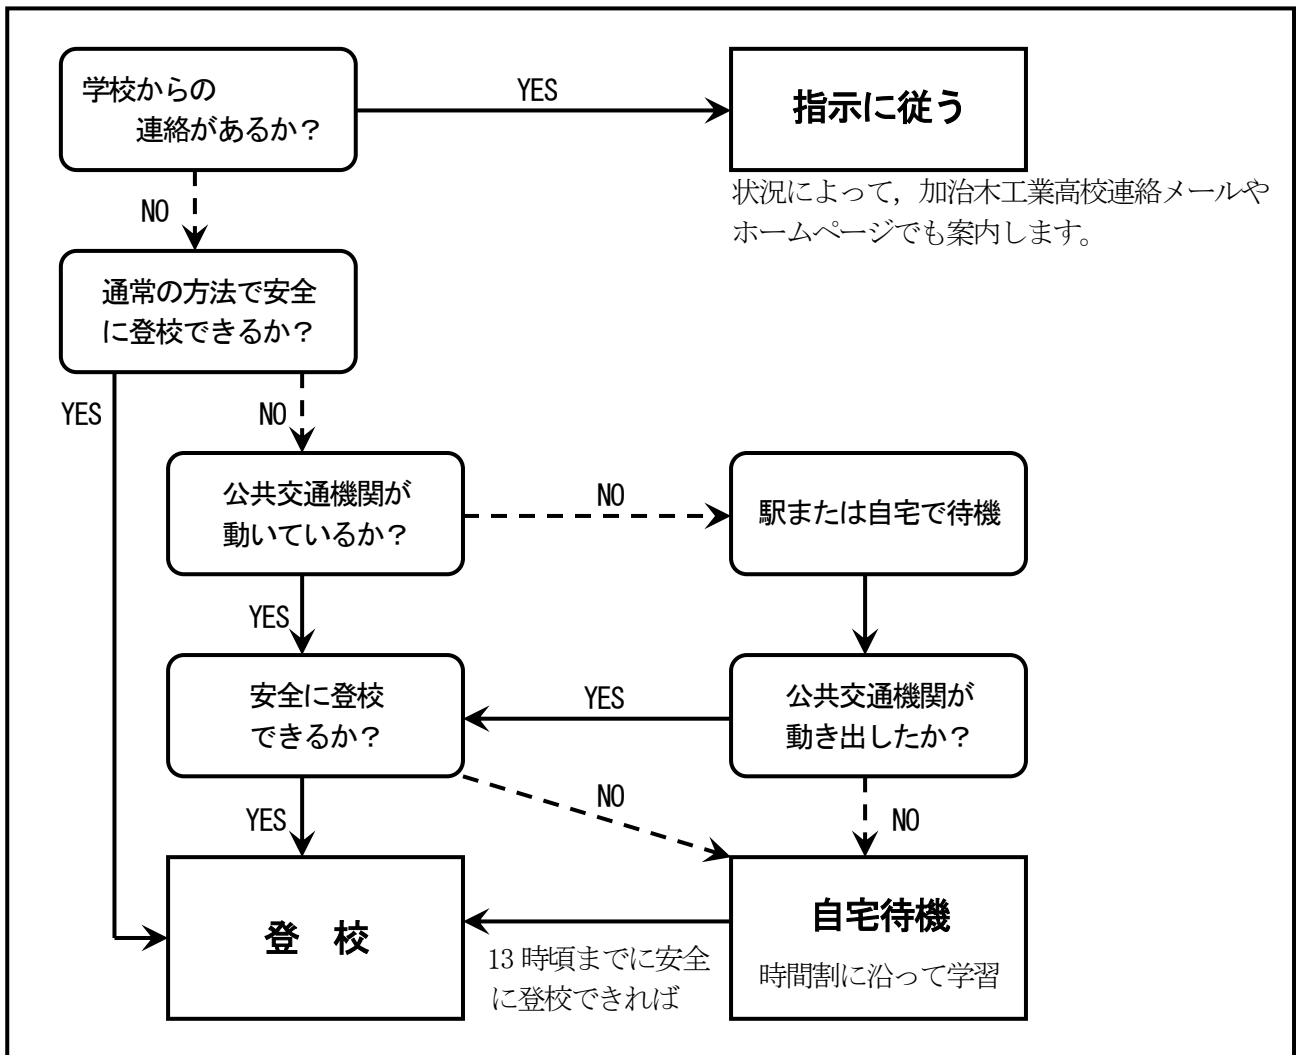 学校からの
連絡があるか？
YES
指示に従う
状況によって，加治木工業高校連絡メールや
ホームページでも案内します。
NO
通常の方法で安全
に登校できるか？
YES
NO
公共交通機関が
動いているか？
NO
駅または自宅で待機
YES
安全に登校
できるか？
YES
公共交通機関が
動き出したか？
YES
NO
NO
登　校
13 時頃までに安全
に登校できれば
自宅待機
時間割に沿って学習